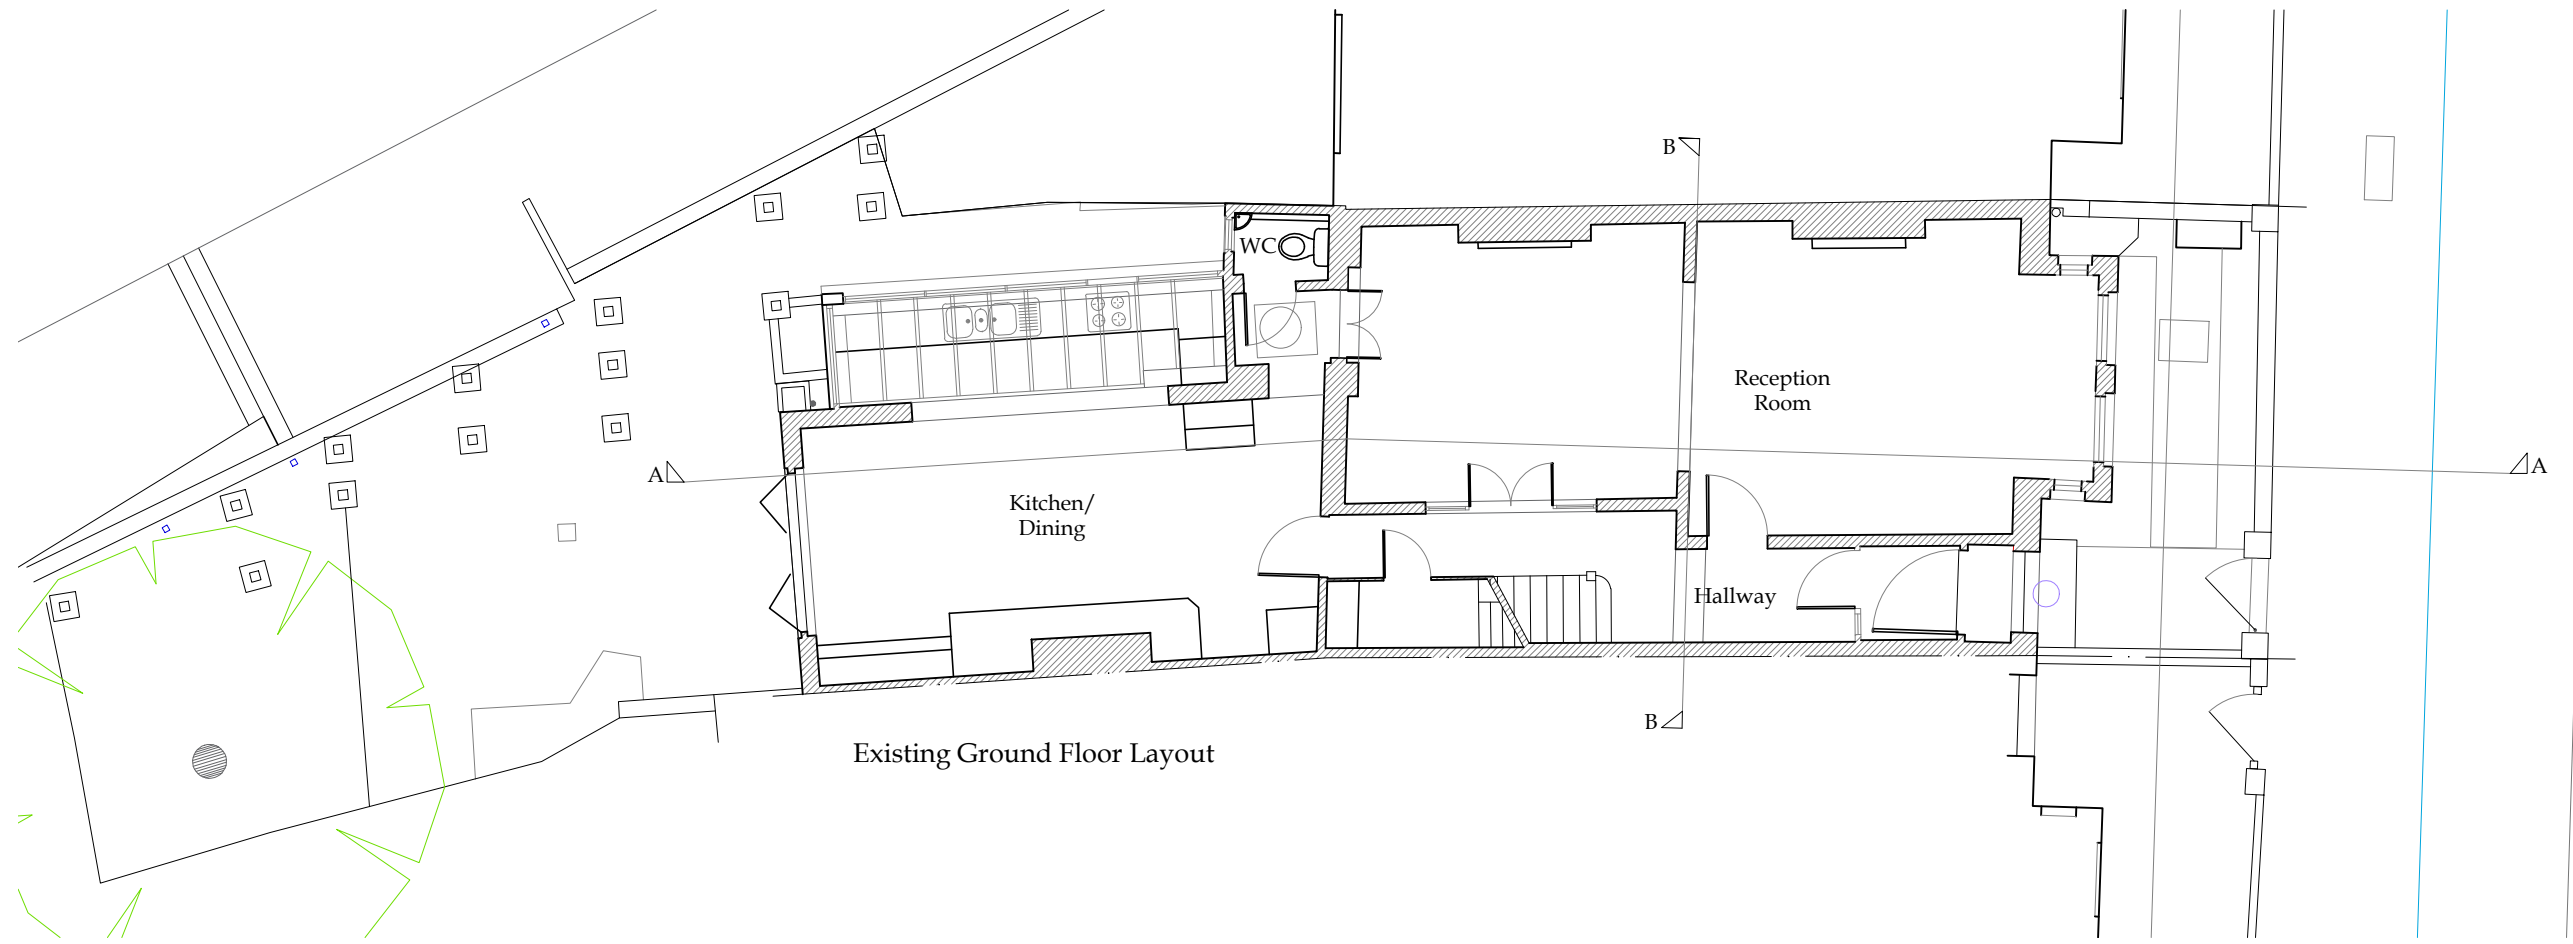 B
WC
Reception
Room
A
A
Kitchen/
Dining
Hallway
B
Existing Ground Floor Layout